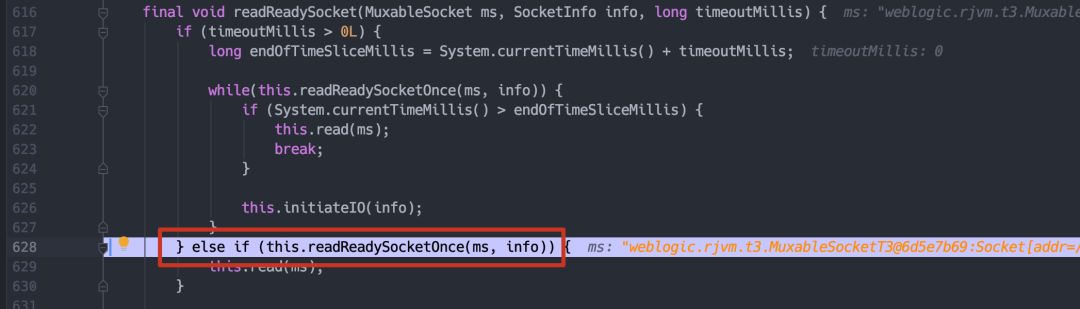 616 final void readReadySocket(MuxableSocket ms, SocketInfo info, long timeoutMillis) { ms: "weblogic.rjvm.t3.Muxab
617 if (timeoutMillis > 0L) {
618 long endOfTimeSliceMillis = System.currentTimeMillis() + timeoutMillis; timeoutMillis: 0
619
620 while(this.readReadySocketOnce(ms, info)) {
621 if (System.currentTimeMillis() > endOfTimeSliceMillis) {
622 this.read(ms);
623 break;
624 }
625
626 this.initiateIO(info);
627 }
628 } else if (this.readReadySocketOnce(ms, info)) { ms: "weblogic.rjvm.t3.MuxableSocketT3@6d5e7b69:Socket[addr=/
629 this.read(ms);
630 }
631